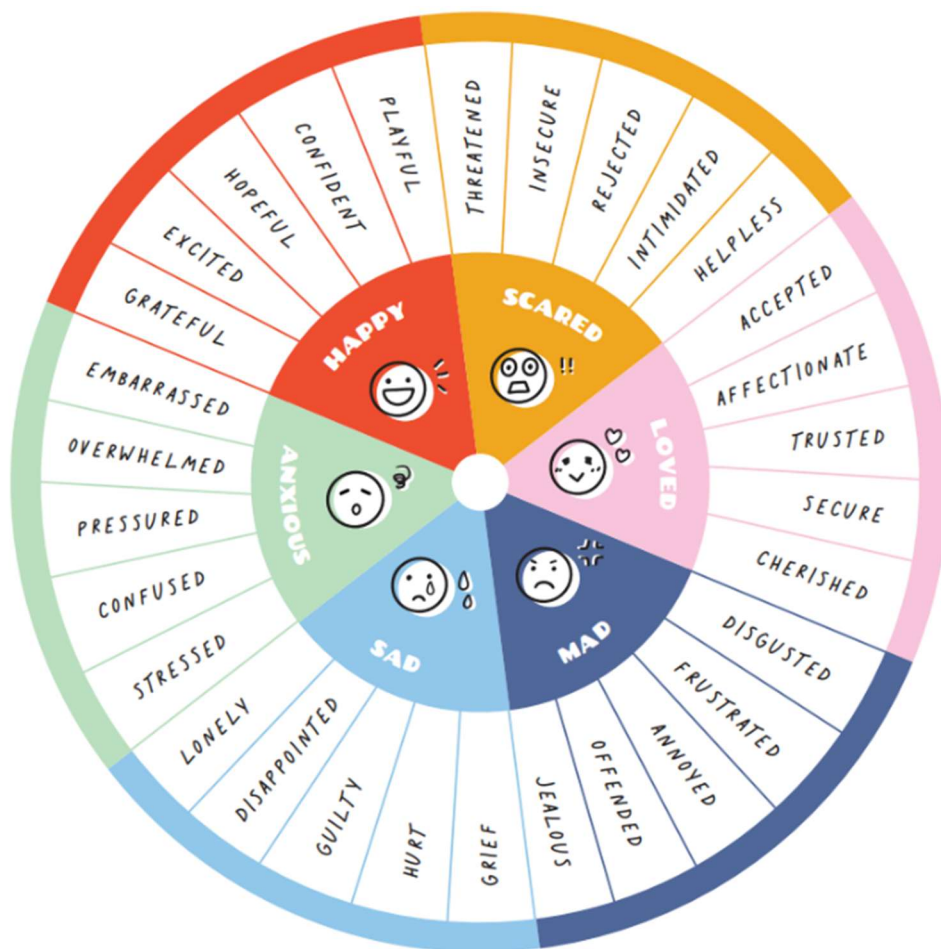 HAPPY
GRATEFUL
EXCITED
HOPEFUL
CONFIDENT
PLAYFUL
SCARED
!!
THREATENED
INSECURE
REJECTED
INTIMIDATED
HELPLESS
LOVED
ACCEPTED
AFFECTIONATE
TRUSTED
SECURE
CHERISHED
MAD
DISGUSTED
FRUSTRATED
ANNOYED
OFFENDED
JEALOUS
SAD
GRIEF
HURT
GUILTY
DISAPPOINTED
LONELY
ANXIOUS
STRESSED
CONFUSED
PRESSURED
OVERWHELMED
EMBARRASSED